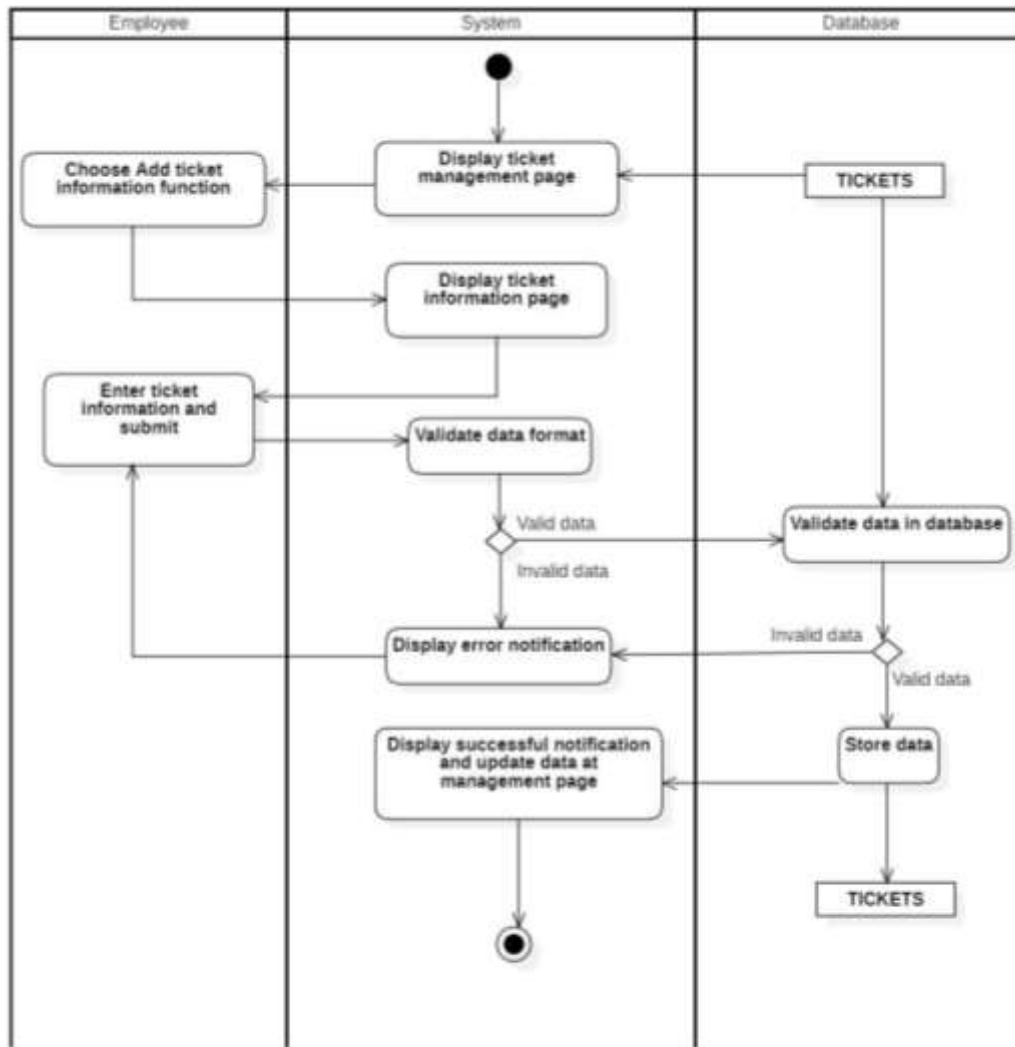 Employee
System
Database
Choose Add ticket
information function
Display ticket
management page
TICKETS
Display ticket
information page
Enter ticket
information and
submit
Validate data format
Valid data
Invalid data
Validate data in database
Display error notification
Invalid data
Valid data
Display successful notification
and update data at
management page
Store data
TICKETS